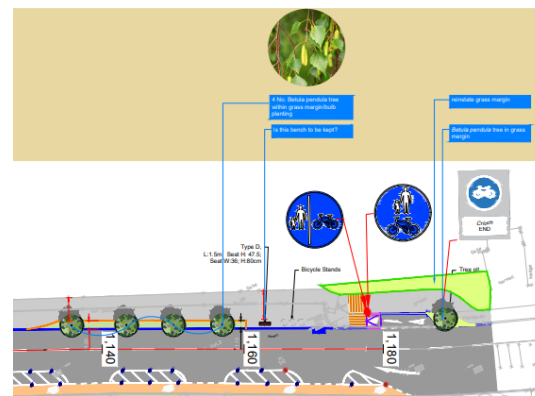 4 No. Betula pendula tree
within grass margin/bulb
planting
Is this bench to be kept?
reinstate grass margin
Betula pendula tree in grass
margin
END
Type D,
L:1.5m Seat H: 47.5;
Seat W:36; H:80cm
Bicycle Stands
Tree pit
1,140
1,160
1,180